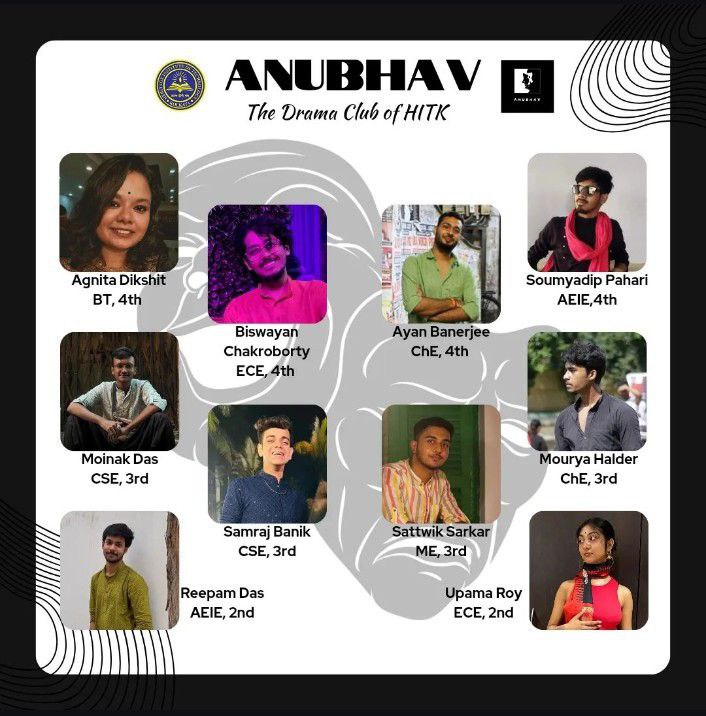 ANUBHAV
The Drama Club of HITK
ANUBHAV
Agnita Dikshit
BT, 4th
Biswayan
Chakroborty
ECE, 4th
Ayan Banerjee
ChE, 4th
Soumyadip Pahari
AEIE,4th
Moinak Das
CSE, 3rd
Samraj Banik
CSE, 3rd
Sattwik Sarkar
ME, 3rd
Mourya Halder
ChE, 3rd
Reepam Das
AEIE, 2nd
Upama Roy
ECE, 2nd